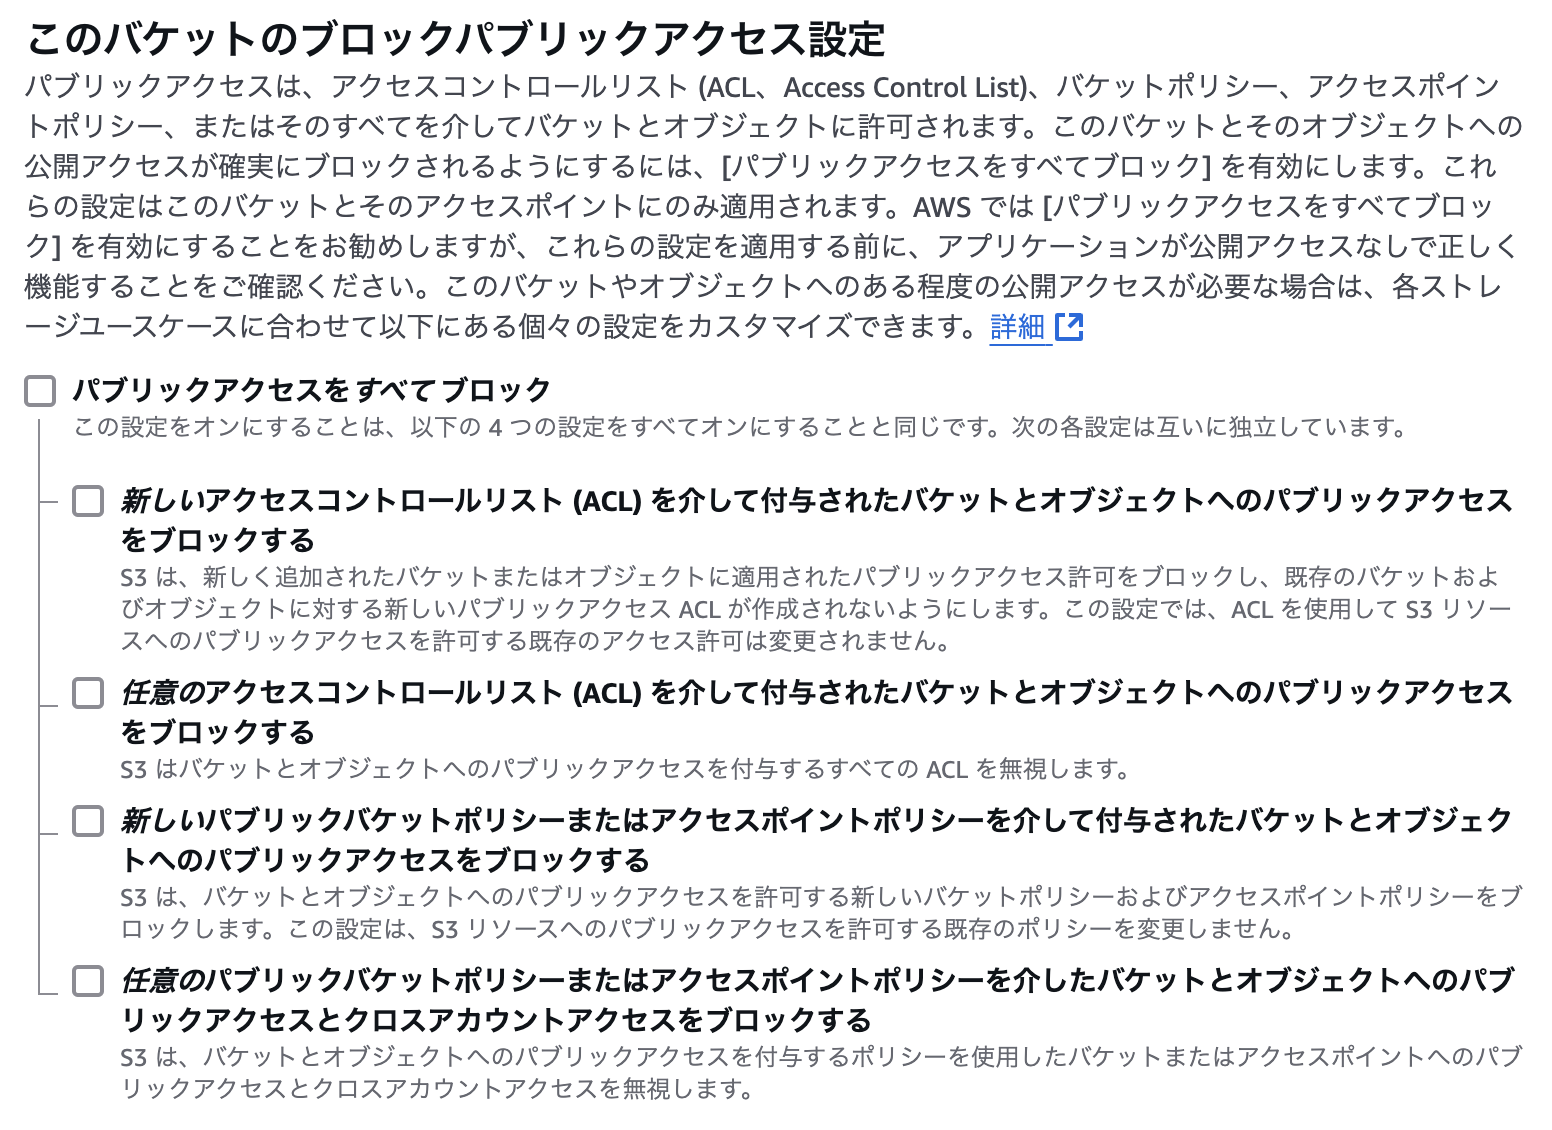 このバケットのブロックパブリックアクセス設定
パブリックアクセスは、アクセスコントロールリスト (ACL、Access Control List)、バケットポリシー、アクセスポイン
トポリシー、またはそのすべてを介してバケットとオブジェクトに許可されます。このバケットとそのオブジェクトへの
公開アクセスが確実にブロックされるようにするには、[パブリックアクセスをすべてブロック] を有効にします。これ
らの設定はこのバケットとそのアクセスポイントにのみ適用されます。AWS では [パブリックアクセスをすべてブロッ
ク] を有効にすることをお勧めしますが、これらの設定を適用する前に、アプリケーションが公開アクセスなしで正しく
機能することをご確認ください。このバケットやオブジェクトへのある程度の公開アクセスが必要な場合は、各ストレ
ージユースケースに合わせて以下にある個々の設定をカスタマイズできます。詳細
パブリックアクセスをすべてブロック
この設定をオンにすることは、以下の 4 つの設定をすべてオンにすることと同じです。次の各設定は互いに独立しています。
新しいアクセスコントロールリスト (ACL) を介して付与されたバケットとオブジェクトへのパブリックアクセス
をブロックする
S3 は、新しく追加されたバケットまたはオブジェクトに適用されたパブリックアクセス許可をブロックし、既存のバケットおよ
びオブジェクトに対する新しいパブリックアクセス ACL が作成されないようにします。この設定では、ACL を使用して S3 リソー
スへのパブリックアクセスを許可する既存のアクセス許可は変更されません。
任意のアクセスコントロールリスト (ACL) を介して付与されたバケットとオブジェクトへのパブリックアクセス
をブロックする
S3 はバケットとオブジェクトへのパブリックアクセスを付与するすべての ACL を無視します。
新しいパブリックバケットポリシーまたはアクセスポイントポリシーを介して付与されたバケットとオブジェク
トへのパブリックアクセスをブロックする
S3 は、バケットとオブジェクトへのパブリックアクセスを許可する新しいバケットポリシーおよびアクセスポイントポリシーをブ
ロックします。この設定は、S3 リソースへのパブリックアクセスを許可する既存のポリシーを変更しません。
任意のパブリックバケットポリシーまたはアクセスポイントポリシーを介したバケットとオブジェクトへのパブ
リックアクセスとクロスアカウントアクセスをブロックする
S3 は、バケットとオブジェクトへのパブリックアクセスを付与するポリシーを使用したバケットまたはアクセスポイントへのパブ
リックアクセスとクロスアカウントアクセスを無視します。